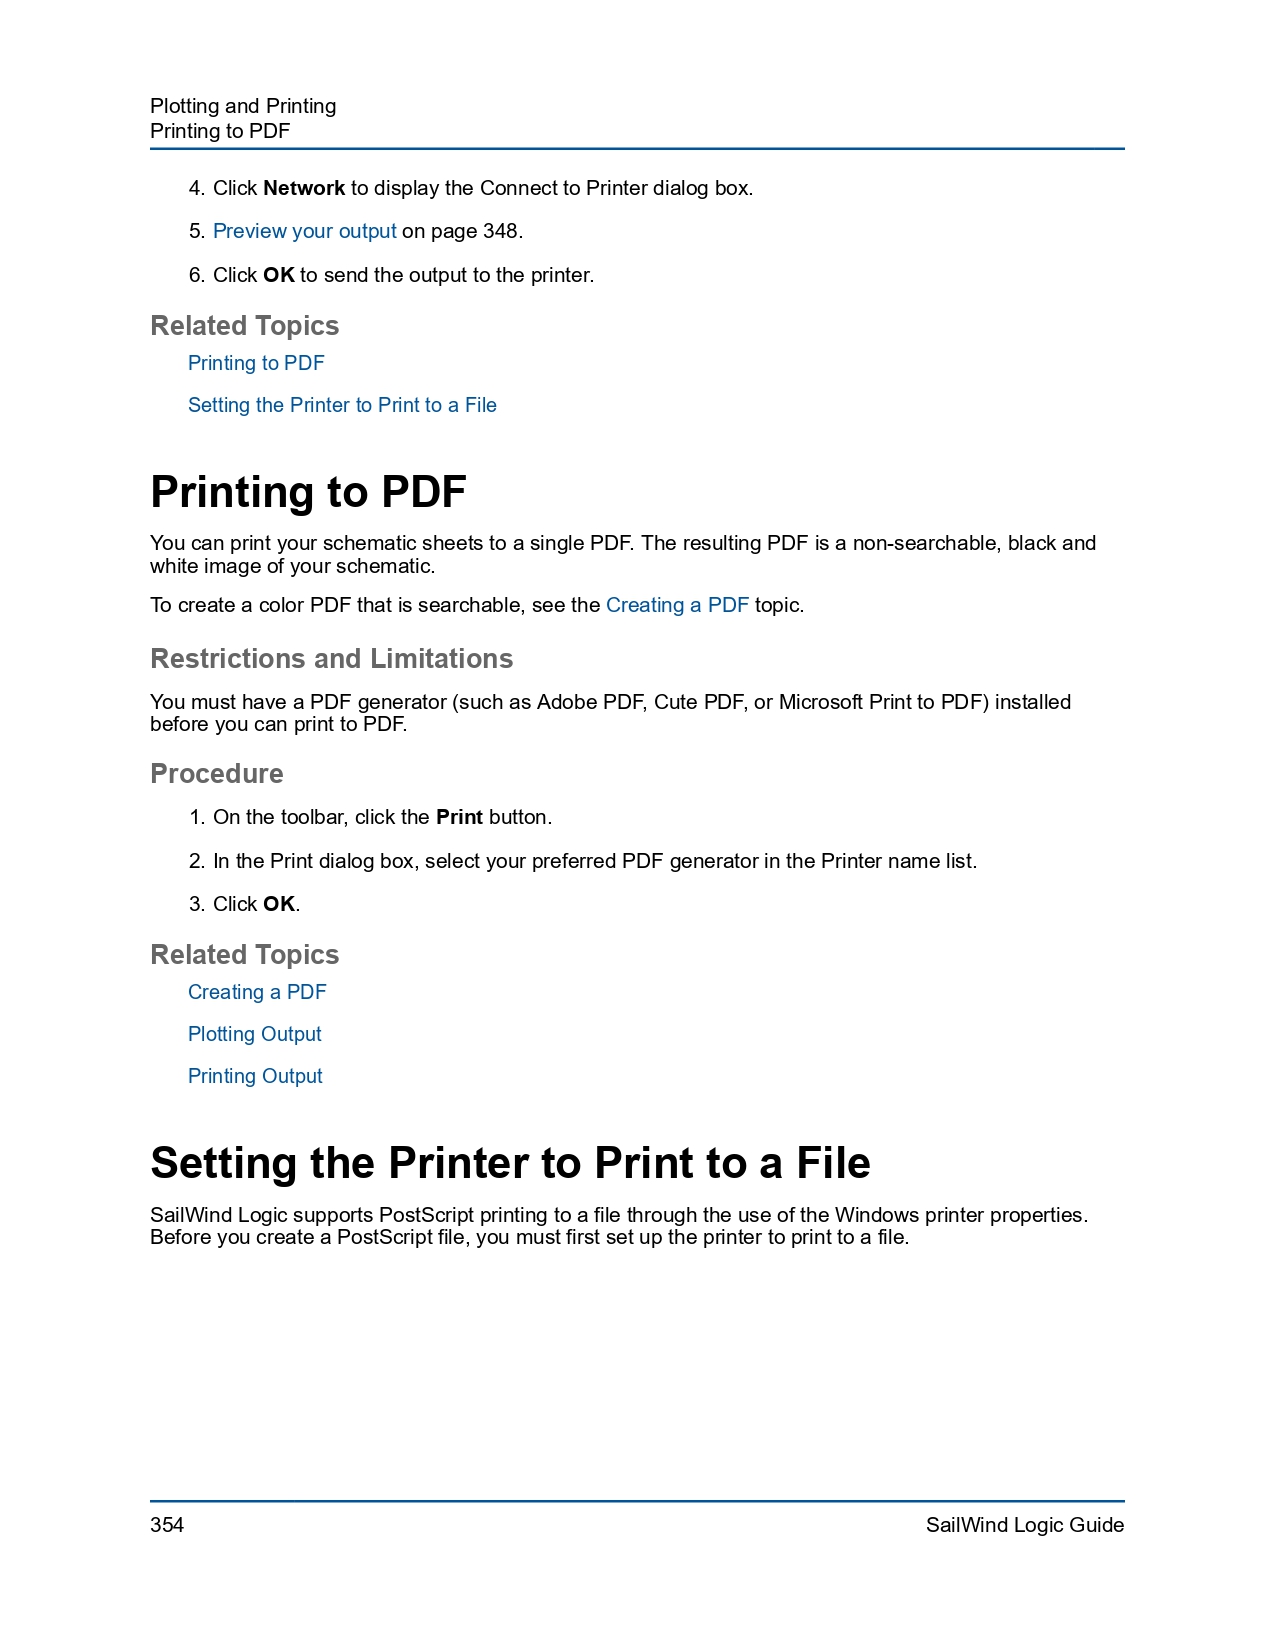 Plotting and Printing
Printing to PDF
4. Click Network to display the Connect to Printer dialog box.
5. Preview your output on page 348.
6. Click OK to send the output to the printer.
Related Topics
Printing to PDF
Setting the Printer to Print to a File
Printing to PDF
You can print your schematic sheets to a single PDF. The resulting PDF is a non-searchable, black and
white image of your schematic.
To create a color PDF that is searchable, see the Creating a PDF topic.
Restrictions and Limitations
You must have a PDF generator (such as Adobe PDF, Cute PDF, or Microsoft Print to PDF) installed
before you can print to PDF.
Procedure
1. On the toolbar, click the Print button.
2. In the Print dialog box, select your preferred PDF generator in the Printer name list.
3. Click OK.
Related Topics
Creating a PDF
Plotting Output
Printing Output
Setting the Printer to Print to a File
SailWind Logic supports PostScript printing to a file through the use of the Windows printer properties.
Before you create a PostScript file, you must first set up the printer to print to a file.
354
SailWind Logic Guide